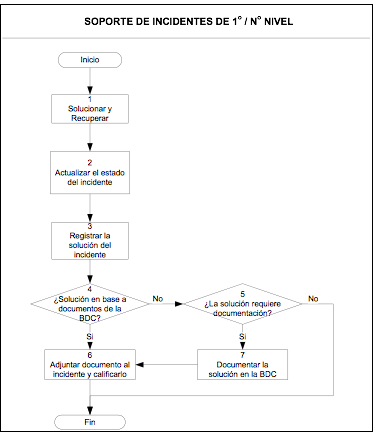 SOPORTE DE INCIDENTES DE 1º / Nº NIVEL
Inicio
1
Solucionar y
Recuperar
2
Actualizar el estado
del incidente
3
Registrar la
solución del
incidente
4
¿Solución en base a
documentos de la
BDC?
No
5
¿La solución requiere
documentación?
No
Si
Si
6
Adjuntar documento al
incidente y calificarlo
7
Documentar la
solución en la BDC
Fin